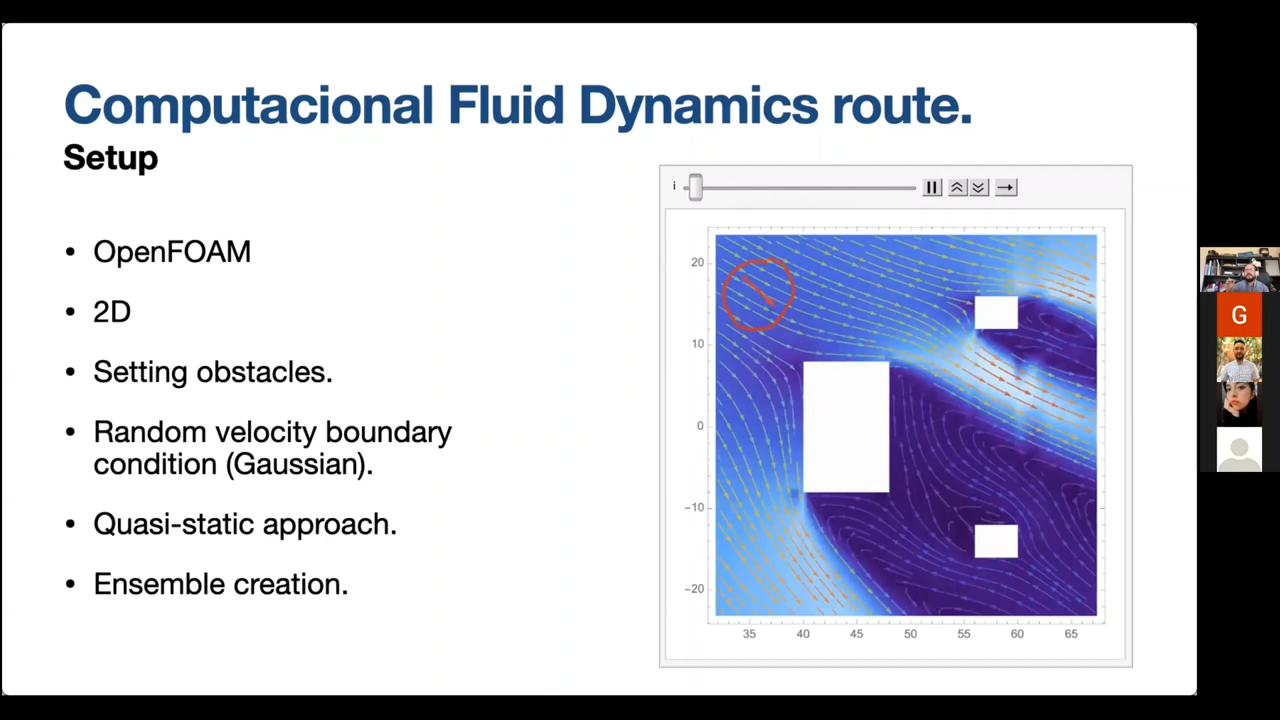 Computacional Fluid Dynamics route.
Setup
• OpenFOAM
• 2D
• Setting obstacles.
• Random velocity boundary
condition (Gaussian).
• Quasi-static approach.
• Ensemble creation.
i
20
10
0
−10
−20
35 40 45 50 55 60 65
G